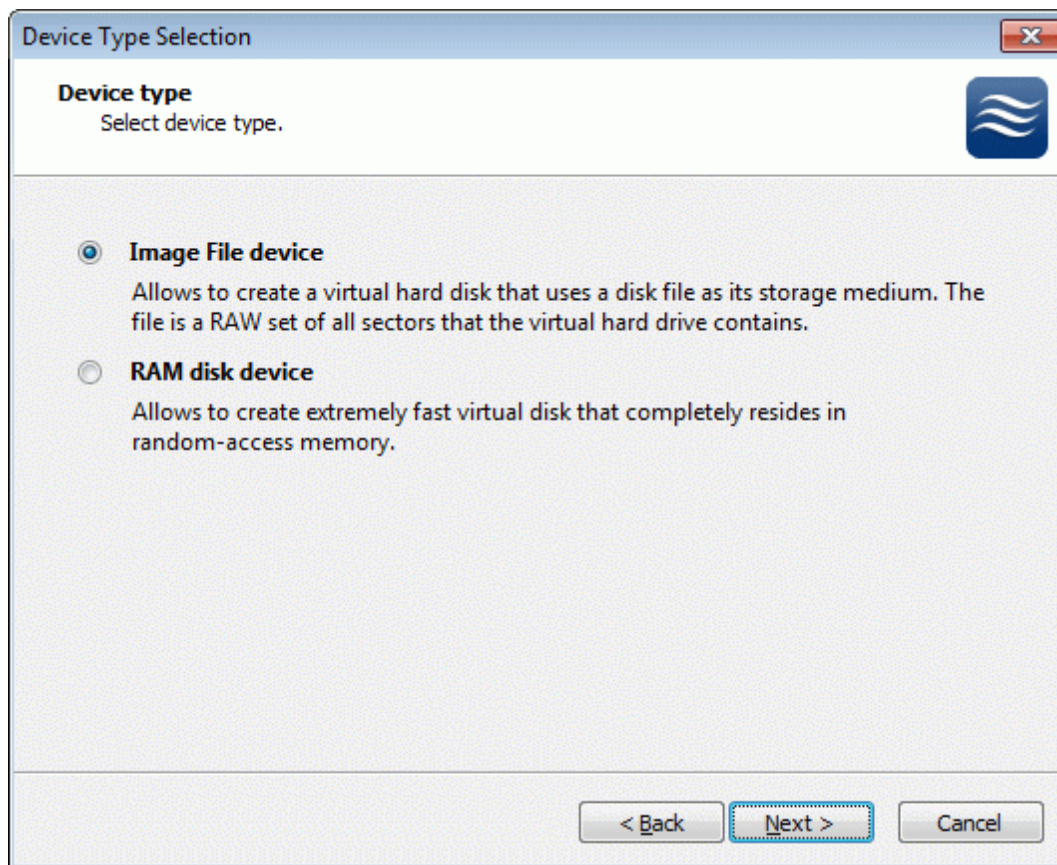 Device Type Selection
Device type
Select device type.
Image File device
Allows to create a virtual hard disk that uses a disk file as its storage medium. The
file is a RAW set of all sectors that the virtual hard drive contains.
RAM disk device
Allows to create extremely fast virtual disk that completely resides in
random-access memory.
< Back
Next >
Cancel